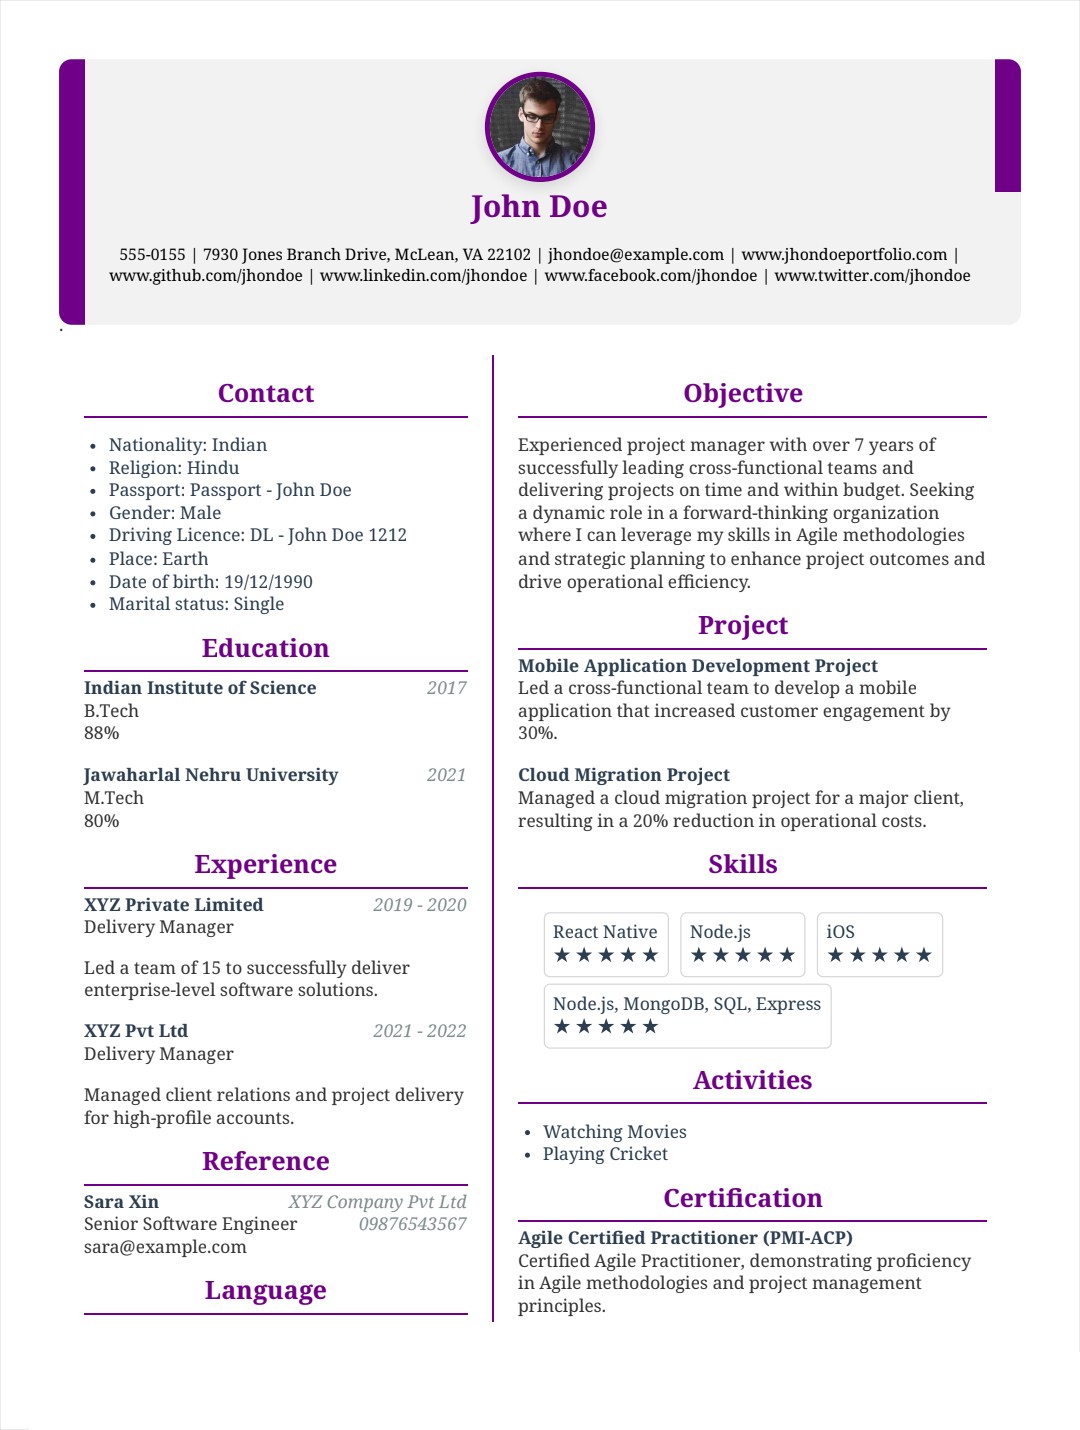 John Doe
555-0155 | 7930 Jones Branch Drive, McLean, VA 22102 | jhondoe@example.com | www.jhondoeportfolio.com |
www.github.com/jhondoe | www.linkedin.com/jhondoe | www.facebook.com/jhondoe | www.twitter.com/jhondoe
.
Contact
• Nationality: Indian
• Religion: Hindu
• Passport: Passport - John Doe
• Gender: Male
• Driving Licence: DL - John Doe 1212
• Place: Earth
• Date of birth: 19/12/1990
• Marital status: Single
Education
Indian Institute of Science 2017
B.Tech
88%
Jawaharlal Nehru University 2021
M.Tech
80%
Experience
XYZ Private Limited 2019 - 2020
Delivery Manager
Led a team of 15 to successfully deliver
enterprise-level software solutions.
XYZ Pvt Ltd 2021 - 2022
Delivery Manager
Managed client relations and project delivery
for high-profile accounts.
Reference
Sara Xin XYZ Company Pvt Ltd
Senior Software Engineer 09876543567
sara@example.com
Language
Objective
Experienced project manager with over 7 years of
successfully leading cross-functional teams and
delivering projects on time and within budget. Seeking
a dynamic role in a forward-thinking organization
where I can leverage my skills in Agile methodologies
and strategic planning to enhance project outcomes and
drive operational efficiency.
Project
Mobile Application Development Project
Led a cross-functional team to develop a mobile
application that increased customer engagement by
30%.
Cloud Migration Project
Managed a cloud migration project for a major client,
resulting in a 20% reduction in operational costs.
Skills
React Native
★ ★ ★ ★ ★
Node.js
★ ★ ★ ★ ★
iOS
★ ★ ★ ★ ★
Node.js, MongoDB, SQL, Express
★ ★ ★ ★ ★
Activities
• Watching Movies
• Playing Cricket
Certification
Agile Certified Practitioner (PMI-ACP)
Certified Agile Practitioner, demonstrating proficiency
in Agile methodologies and project management
principles.